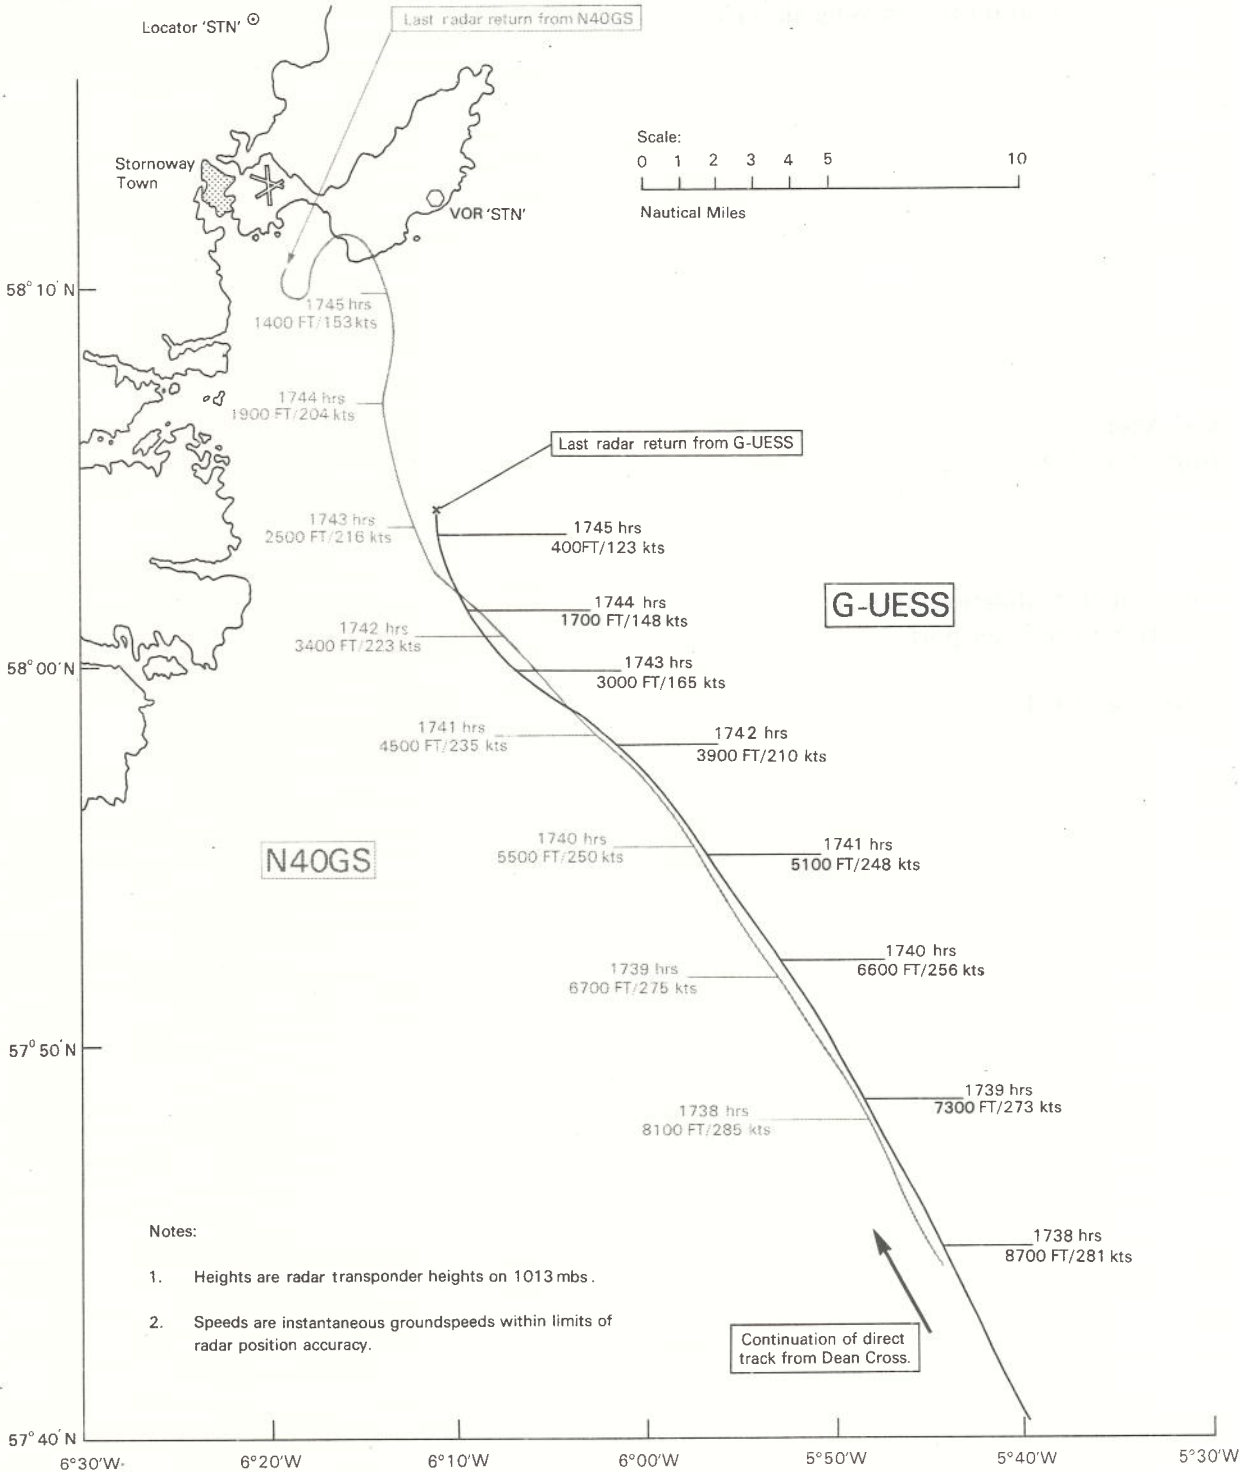 Locator 'STN'
Last radar return from N40GS
Scale:
0 1 2 3 4 5 10
Nautical Miles
Stornoway
Town
VOR 'STN'
58° 10′ N
1745 hrs
1400 FT/153 kts
1744 hrs
1900 FT/204 kts
Last radar return from G-UESS
1743 hrs
2500 FT/216 kts
1745 hrs
400FT/123 kts
G-UESS
1744 hrs
1700 FT/148 kts
1742 hrs
3400 FT/223 kts
58° 00′ N
1743 hrs
3000 FT/165 kts
1741 hrs
4500 FT/235 kts
1742 hrs
3900 FT/210 kts
N40GS
1740 hrs
5500 FT/250 kts
1741 hrs
5100 FT/248 kts
1740 hrs
6600 FT/256 kts
1739 hrs
6700 FT/275 kts
57° 50′ N
1739 hrs
7300 FT/273 kts
1738 hrs
8100 FT/285 kts
1738 hrs
8700 FT/281 kts
Notes:
1. Heights are radar transponder heights on 1013 mbs.
2. Speeds are instantaneous groundspeeds within limits of
radar position accuracy.
Continuation of direct
track from Dean Cross.
57° 40′ N
6°30′W 6°20′W 6°10′W 6°00′W 5°50′W 5°40′W 5°30′W